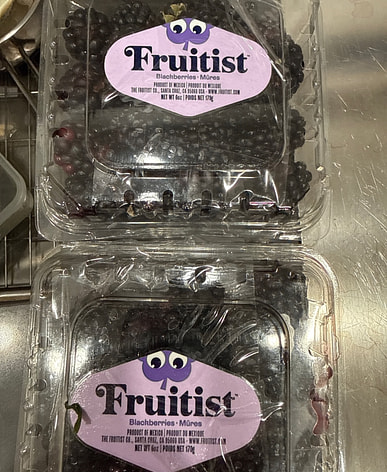 Fruitist™
Blackberries • Mûres
PRODUCT OF MEXICO | PRODUIT DU MEXIQUE
THE FRUITIST CO., SANTA CRUZ, CA 95060 USA • WWW.FRUITIST.COM
NET WT 6oz | POIDS NET 170g
Fruitist™
Blackberries • Mûres
PRODUCT OF MEXICO | PRODUIT DU MEXIQUE
THE FRUITIST CO., SANTA CRUZ, CA 95060 USA • WWW.FRUITIST.COM
NET WT 6oz | POIDS NET 170g